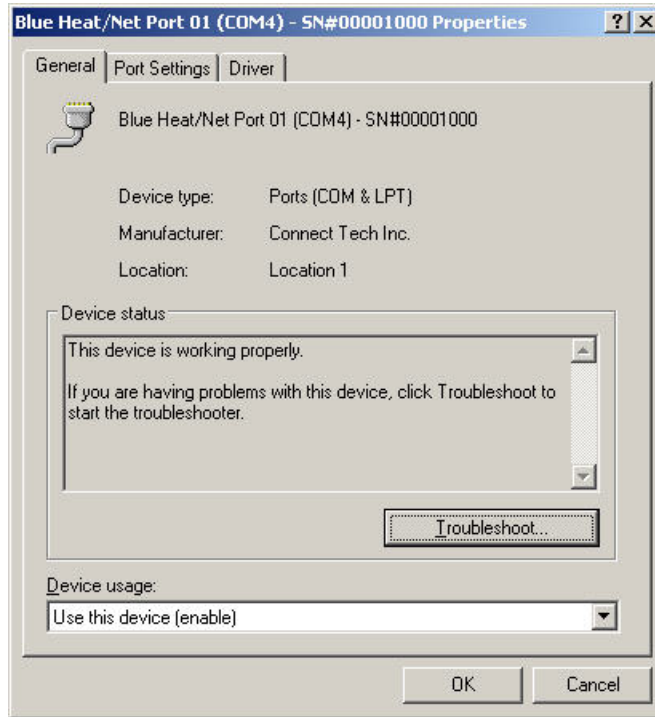 Blue Heat/Net Port 01 (COM4) - SN#00001000 Properties
General Port Settings Driver
Blue Heat/Net Port 01 (COM4) - SN#00001000
Device type: Ports (COM & LPT)
Manufacturer: Connect Tech Inc.
Location: Location 1
Device status
This device is working properly.
If you are having problems with this device, click Troubleshoot to
start the troubleshooter.
Troubleshoot...
Device usage:
Use this device (enable)
OK Cancel